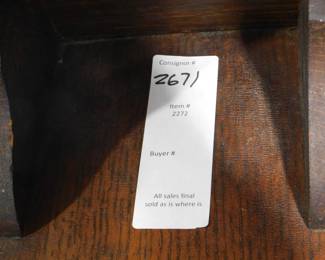 Consignor #
2671
Item #
2272
Buyer #
All sales final
sold as is where is